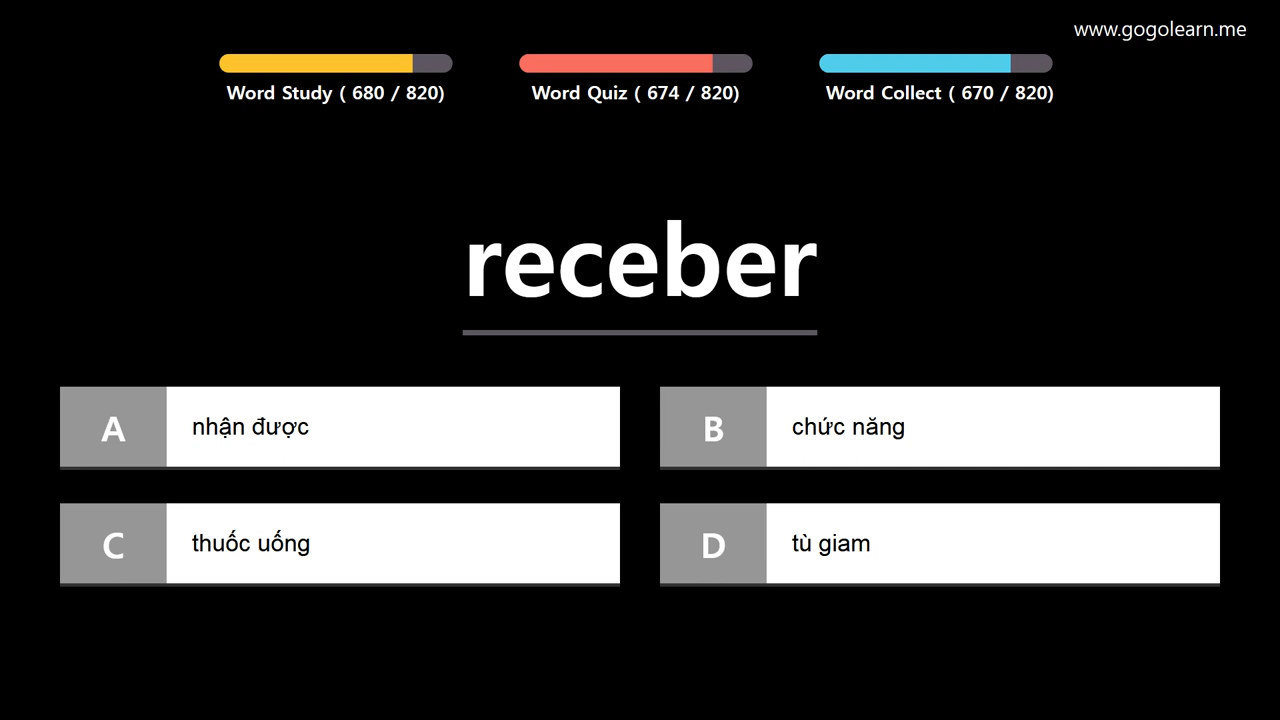 www.gogolearn.me
Word Study ( 680 / 820)
Word Quiz ( 674 / 820)
Word Collect ( 670 / 820)
receber
A nhận được
B chức năng
C thuốc uống
D tù giam